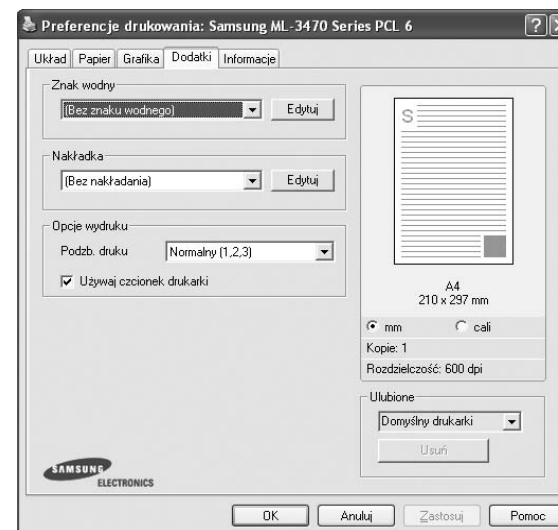 Preferencje drukowania: Samsung ML-3470 Series PCL 6
Układ Papier Grafika Dodatki Informacje
Znak wodny
(Bez znaku wodnego) Edytuj
Nakładka
(Bez nakładania) Edytuj
Opcje wydruku
Podzb. druku Normalny (1,2,3)
Używaj czcionek drukarki
S
A4
210 x 297 mm
mm cali
Kopie: 1
Rozdzielczość: 600 dpi
Ulubione
Domyślny drukarki
Usuń
SAMSUNG
ELECTRONICS
OK Anuluj Zastosuj Pomoc